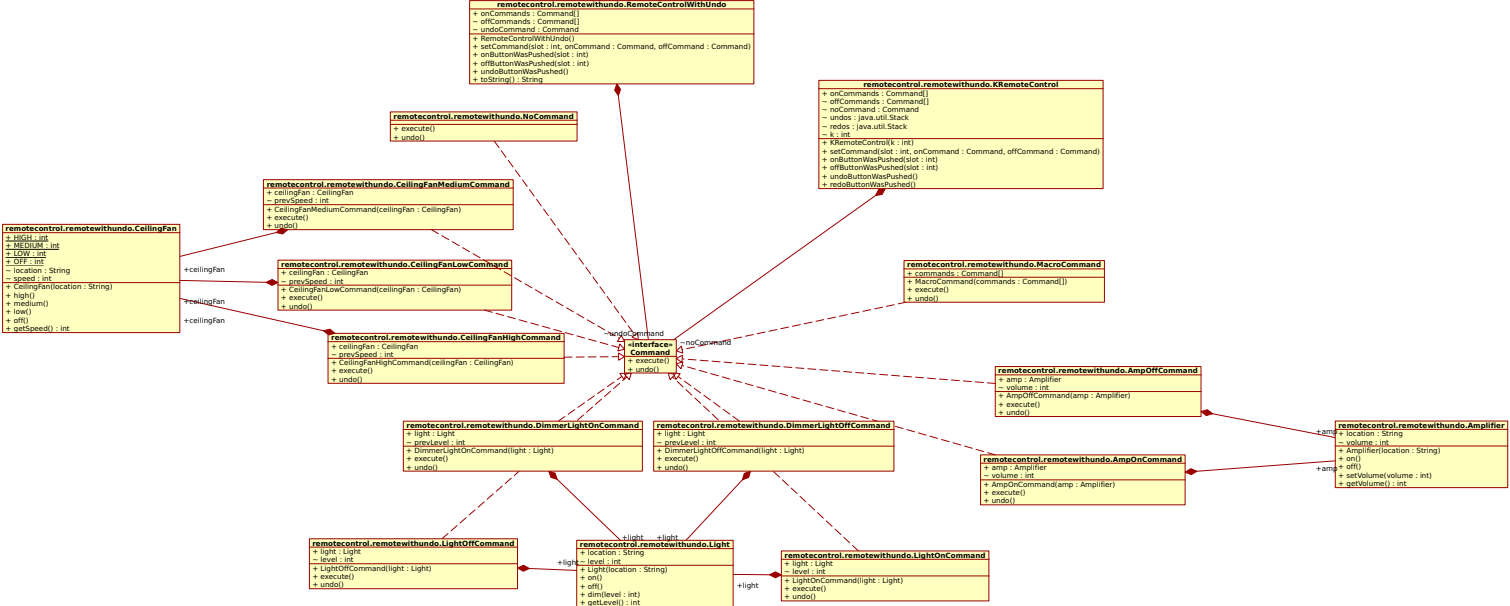 remotecontrol.remotewithundo.RemoteControlWithUndo
+ onCommands : Command[]
~ offCommands : Command[]
~ undoCommand : Command
+ RemoteControlWithUndo()
+ setCommand(slot : int, onCommand : Command, offCommand : Command)
+ onButtonWasPushed(slot : int)
+ offButtonWasPushed(slot : int)
+ undoButtonWasPushed()
+ toString() : String
remotecontrol.remotewithundo.KRemoteControl
+ onCommands : Command[]
~ offCommands : Command[]
~ noCommand : Command
~ undos : java.util.Stack
~ redos : java.util.Stack
~ k : int
+ KRemoteControl(k : int)
+ setCommand(slot : int, onCommand : Command, offCommand : Command)
+ onButtonWasPushed(slot : int)
+ offButtonWasPushed(slot : int)
+ undoButtonWasPushed()
+ redoButtonWasPushed()
remotecontrol.remotewithundo.NoCommand
+ execute()
+ undo()
remotecontrol.remotewithundo.CeilingFanMediumCommand
+ ceilingFan : CeilingFan
~ prevSpeed : int
+ CeilingFanMediumCommand(ceilingFan : CeilingFan)
+ execute()
+ undo()
remotecontrol.remotewithundo.CeilingFan
+ HIGH : int
+ MEDIUM : int
+ LOW : int
+ OFF : int
~ location : String
~ speed : int
+ CeilingFan(location : String)
+ high()
+ medium()
+ low()
+ off()
+ getSpeed() : int
+ceilingFan
+ceilingFan
+ceilingFan
remotecontrol.remotewithundo.CeilingFanLowCommand
+ ceilingFan : CeilingFan
~ prevSpeed : int
+ CeilingFanLowCommand(ceilingFan : CeilingFan)
+ execute()
+ undo()
remotecontrol.remotewithundo.MacroCommand
+ commands : Command[]
+ MacroCommand(commands : Command[])
+ execute()
+ undo()
remotecontrol.remotewithundo.CeilingFanHighCommand
+ ceilingFan : CeilingFan
~ prevSpeed : int
+ CeilingFanHighCommand(ceilingFan : CeilingFan)
+ execute()
+ undo()
~undoCommand
~noCommand
«interface»
Command
+ execute()
+ undo()
remotecontrol.remotewithundo.AmpOffCommand
+ amp : Amplifier
~ volume : int
+ AmpOffCommand(amp : Amplifier)
+ execute()
+ undo()
remotecontrol.remotewithundo.DimmerLightOnCommand
+ light : Light
~ prevLevel : int
+ DimmerLightOnCommand(light : Light)
+ execute()
+ undo()
remotecontrol.remotewithundo.DimmerLightOffCommand
+ light : Light
~ prevLevel : int
+ DimmerLightOffCommand(light : Light)
+ execute()
+ undo()
+amp
+amp
remotecontrol.remotewithundo.Amplifier
+ location : String
~ volume : int
+ Amplifier(location : String)
+ on()
+ off()
+ setVolume(volume : int)
+ getVolume() : int
remotecontrol.remotewithundo.AmpOnCommand
+ amp : Amplifier
~ volume : int
+ AmpOnCommand(amp : Amplifier)
+ execute()
+ undo()
remotecontrol.remotewithundo.LightOffCommand
+ light : Light
~ level : int
+ LightOffCommand(light : Light)
+ execute()
+ undo()
+light
+light
+light
+light
remotecontrol.remotewithundo.Light
+ location : String
~ level : int
+ Light(location : String)
+ on()
+ off()
+ dim(level : int)
+ getLevel() : int
remotecontrol.remotewithundo.LightOnCommand
+ light : Light
~ level : int
+ LightOnCommand(light : Light)
+ execute()
+ undo()